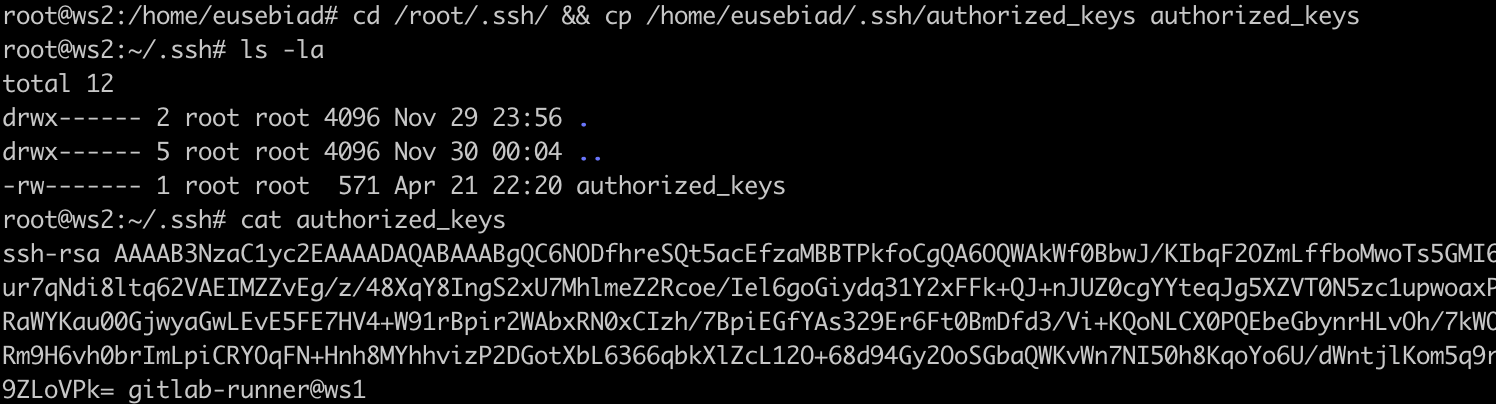 root@ws2:/home/eusebiad# cd /root/.ssh/ && cp /home/eusebiad/.ssh/authorized_keys authorized_keys
root@ws2:~/.ssh# ls -la
total 12
drwx------ 2 root root 4096 Nov 29 23:56 .
drwx------ 5 root root 4096 Nov 30 00:04 ..
-rw------- 1 root root  571 Apr 21 22:20 authorized_keys
root@ws2:~/.ssh# cat authorized_keys
ssh-rsa AAAAB3NzaC1yc2EAAAADAQABAAABgQC6NODfhreSQt5acEfzaMBBTPkfoCgQA6OQWAkWf0BbwJ/KIbqF2OZmLffboMwoTs5GMI6
ur7qNdi8ltq62VAEIMZZvEg/z/48XqY8IngS2xU7MhlmeZ2Rcoe/Iel6goGiydq31Y2xFFk+QJ+nJUZ0cgYYteqJg5XZVT0N5zc1upwoaxP
RaWYKau00GjwyaGwLEvE5FE7HV4+W91rBpir2WAbxRN0xCIzh/7BpiEGfYAs329Er6Ft0BmDfd3/Vi+KQoNLCX0PQEbeGbynrHLvOh/7kWO
Rm9H6vh0brImLpiCRYOqFN+Hnh8MYhhvizP2DGotXbL6366qbkXlZcL12O+68d94Gy2OoSGbaQWKvWn7NI50h8KqoYo6U/dWntjlKom5q9r
9ZLoVPk= gitlab-runner@ws1